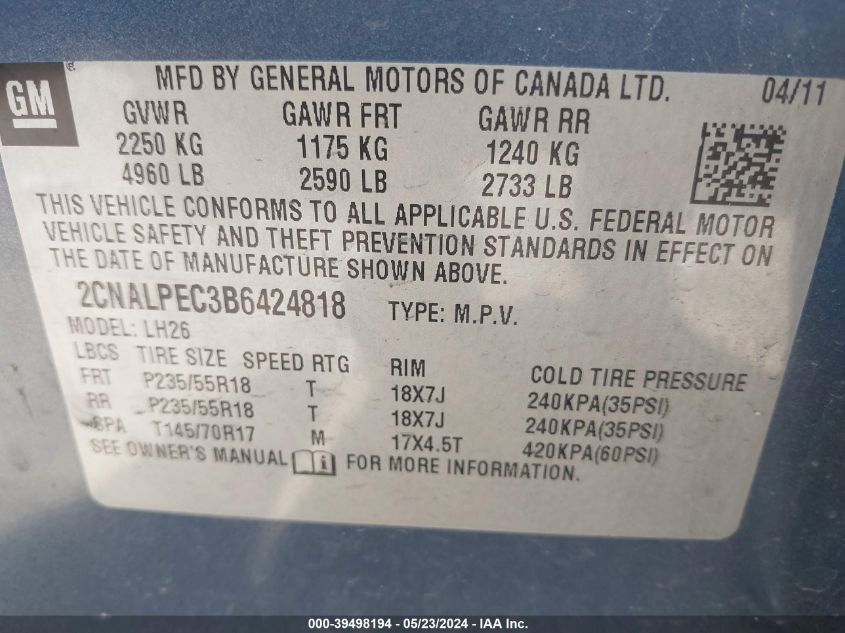 GM ® MFD BY GENERAL MOTORS OF CANADA LTD. 04/11
GVWR GAWR FRT GAWR RR
2250 KG 1175 KG 1240 KG
4960 LB 2590 LB 2733 LB
THIS VEHICLE CONFORMS TO ALL APPLICABLE U.S. FEDERAL MOTOR
VEHICLE SAFETY AND THEFT PREVENTION STANDARDS IN EFFECT ON
THE DATE OF MANUFACTURE SHOWN ABOVE.
2CNALPEC3B6424818 TYPE: M.P.V.
MODEL: LH26
LBCS TIRE SIZE SPEED RTG RIM COLD TIRE PRESSURE
FRT P235/55R18 T 18X7J 240KPA(35PSI)
RR P235/55R18 T 18X7J 240KPA(35PSI)
SPA T145/70R17 M 17X4.5T 420KPA(60PSI)
SEE OWNER'S MANUAL i FOR MORE INFORMATION.
000-39498194 - 05/23/2024 - IAA Inc.